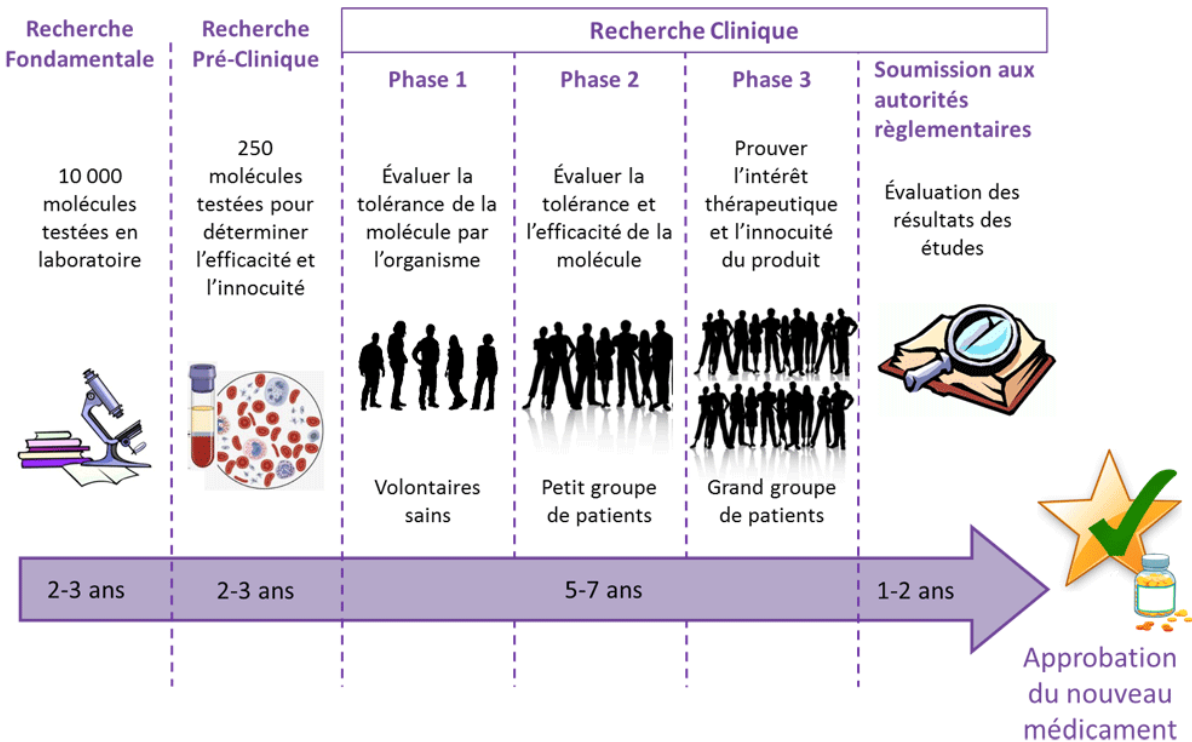 Recherche
Fondamentale
Recherche
Pré-Clinique
Recherche Clinique
Phase 1
Phase 2
Phase 3
Soumission aux
autorités
règlementaires
10 000
molécules
testées en
laboratoire
250
molécules
testées pour
déterminer
l’efficacité et
l’innocuité
Évaluer la
tolérance de la
molécule par
l’organisme
Évaluer la
tolérance et
l’efficacité de la
molécule
Prouver
l’intérêt
thérapeutique
et l’innocuité
du produit
Évaluation des
résultats des
études
Volontaires
sains
Petit groupe
de patients
Grand groupe
de patients
2-3 ans
2-3 ans
5-7 ans
1-2 ans
Approbation
du nouveau
médicament